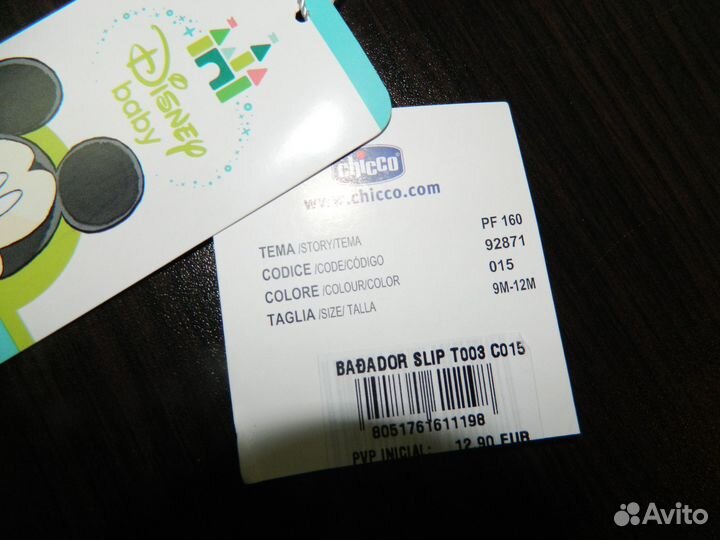 Disney
baby
chicco
www.chicco.com
PF 160
TEMA /STORY/TEMA 92871
CODICE /CODE/CÓDIGO 015
COLORE /COLOUR/COLOR 9M-12M
TAGLIA /SIZE/ TALLA
BAĐADOR SLIP T003 C015
8051761611198
PVP INICIAL: 12.90 EUR
Avito